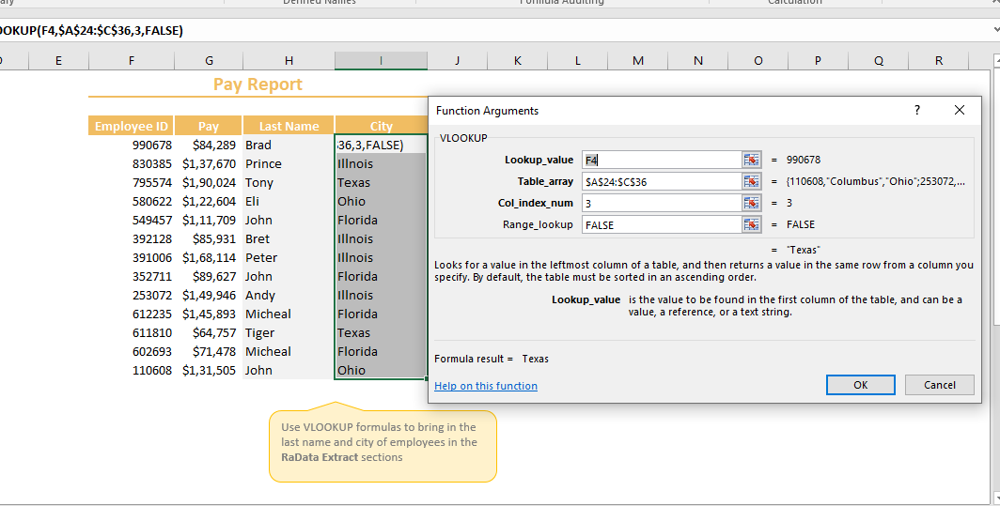 Defined Names Formula Auditing Calculation
OOKUP(F4,$A$24:$C$36,3,FALSE)
E F G H I J K L M N O P Q R
Pay Report
Employee ID Pay Last Name City
990678 $84,289 Brad 36,3,FALSE)
830385 $1,37,670 Prince Illnois
795574 $1,90,024 Tony Texas
580622 $1,22,604 Eli Ohio
549457 $1,11,709 John Florida
392128 $85,931 Bret Illnois
391006 $1,68,114 Peter Illnois
352711 $89,627 John Florida
253072 $1,49,946 Andy Illnois
612235 $1,45,893 Micheal Florida
611810 $64,757 Tiger Texas
602693 $71,478 Micheal Florida
110608 $1,31,505 John Ohio
Use VLOOKUP formulas to bring in the
last name and city of employees in the
RaData Extract sections
Function Arguments ?
VLOOKUP
Lookup_value F4 = 990678
Table_array $A$24:$C$36 = {110608,"Columbus","Ohio";253072,...
Col_index_num 3 = 3
Range_lookup FALSE = FALSE
= "Texas"
Looks for a value in the leftmost column of a table, and then returns a value in the same row from a column you
specify. By default, the table must be sorted in an ascending order.
Lookup_value is the value to be found in the first column of the table, and can be a
value, a reference, or a text string.
Formula result = Texas
Help on this function
OK Cancel